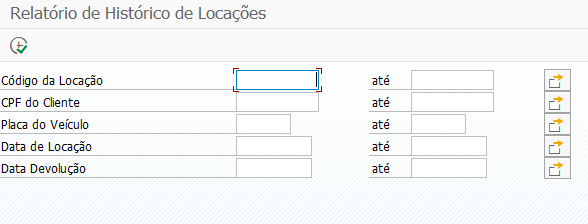 Relatório de Histórico de Locações
Código da Locação até
CPF do Cliente até
Placa do Veículo até
Data de Locação até
Data Devolução até